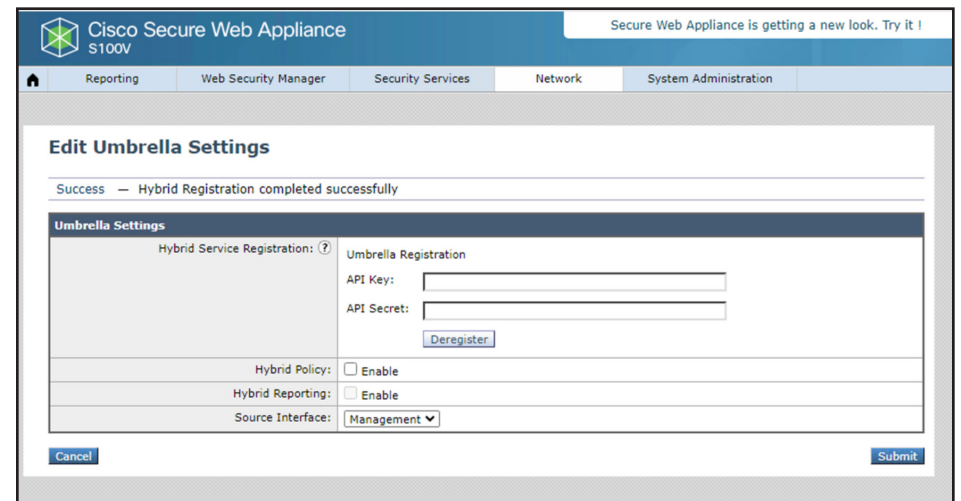 Cisco Secure Web Appliance
S100V
Secure Web Appliance is getting a new look. Try it !
Reporting Web Security Manager Security Services Network System Administration
Edit Umbrella Settings
Success — Hybrid Registration completed successfully
Umbrella Settings
Hybrid Service Registration: ?
Umbrella Registration
API Key:
API Secret:
Deregister
Hybrid Policy: Enable
Hybrid Reporting: Enable
Source Interface: Management
Cancel Submit